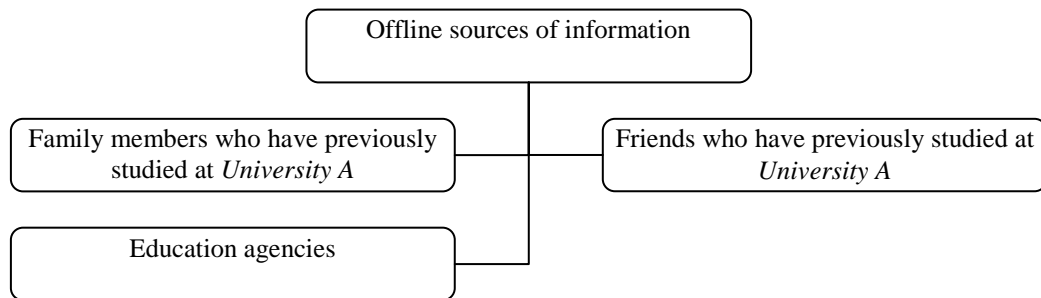 Offline sources of information
Family members who have previously
studied at University A
Friends who have previously studied at
University A
Education agencies